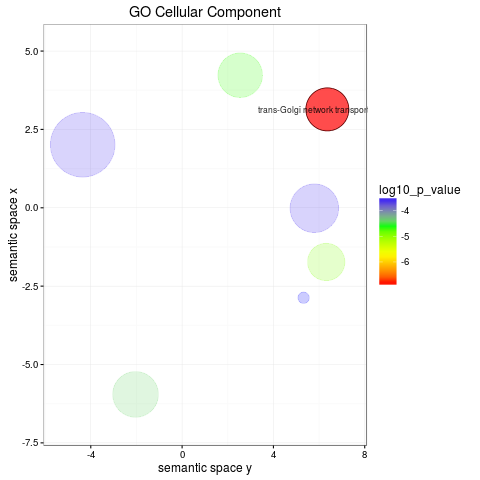 GO Cellular Component
5.0
2.5
0.0
-2.5
-5.0
-7.5
semantic space x
trans-Golgi network transport
-4
0
4
8
semantic space y
log10_p_value
-4
-5
-6